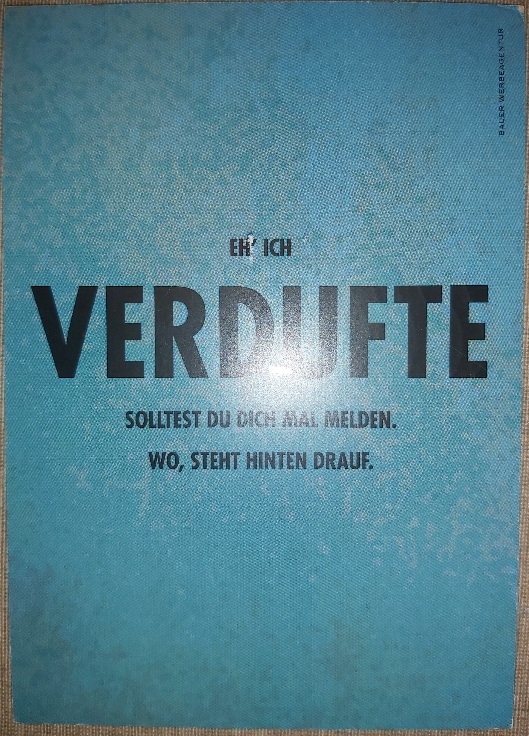 BAUER WERBEAGENTUR
EH' ICH
VERDUFTE
SOLLTEST DU DICH MAL MELDEN.
WO, STEHT HINTEN DRAUF.